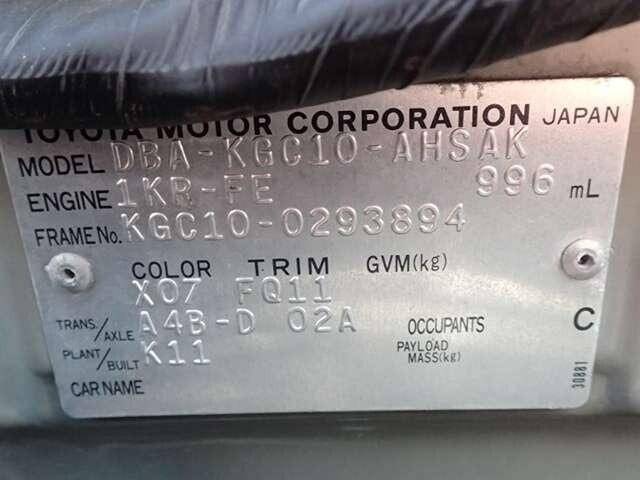 TOYOTA MOTOR CORPORATION JAPAN
MODEL DBA-KGC10-AHSAK
ENGINE 1KR-FE 996 mL
FRAME No. KGC10-0293894
COLOR TRIM GVM(kg)
X07 FQ11
TRANS./AXLE A4B-D 02A OCCUPANTS C
PLANT/BUILT K11 PAYLOAD MASS(kg)
CAR NAME
30881